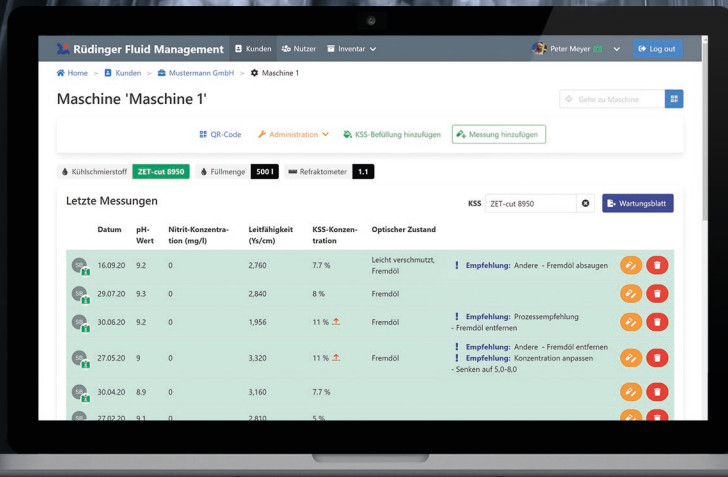 Rüdinger Fluid Management Kunden Nutzer Inventar Peter Meyer Log out
Home > Kunden > Mustermann GmbH > Maschine 1
Maschine 'Maschine 1'
Gehe zu Maschine
QR-Code Administration KSS-Befüllung hinzufügen Messung hinzufügen
Kühlschmierstoff ZET-cut 8950 Füllmenge 500 l Refraktometer 1.1
Letzte Messungen KSS ZET-cut 8950 Wartungsblatt
Datum pH-Wert Nitrit-Konzentra-tion (mg/l) Leitfähigkeit (Ys/cm) KSS-Konzen-tration Optischer Zustand
SB 16.09.20 9.2 0 2,760 7.7 % Leicht verschmutzt, Fremdöl ! Empfehlung: Andere - Fremdöl absaugen
SB 29.07.20 9.3 0 2,840 8 % Fremdöl
SB 30.06.20 9.2 0 1,956 11 % Fremdöl ! Empfehlung: Prozessempfehlung
- Fremdöl entfernen
SB 27.05.20 9 0 3,320 11 % Fremdöl ! Empfehlung: Andere - Fremdöl entfernen
! Empfehlung: Konzentration anpassen
- Senken auf 5,0-8,0
SB 30.04.20 8.9 0 3,160 7.7 %
27.02.20 9.1 0 2,810 5 %